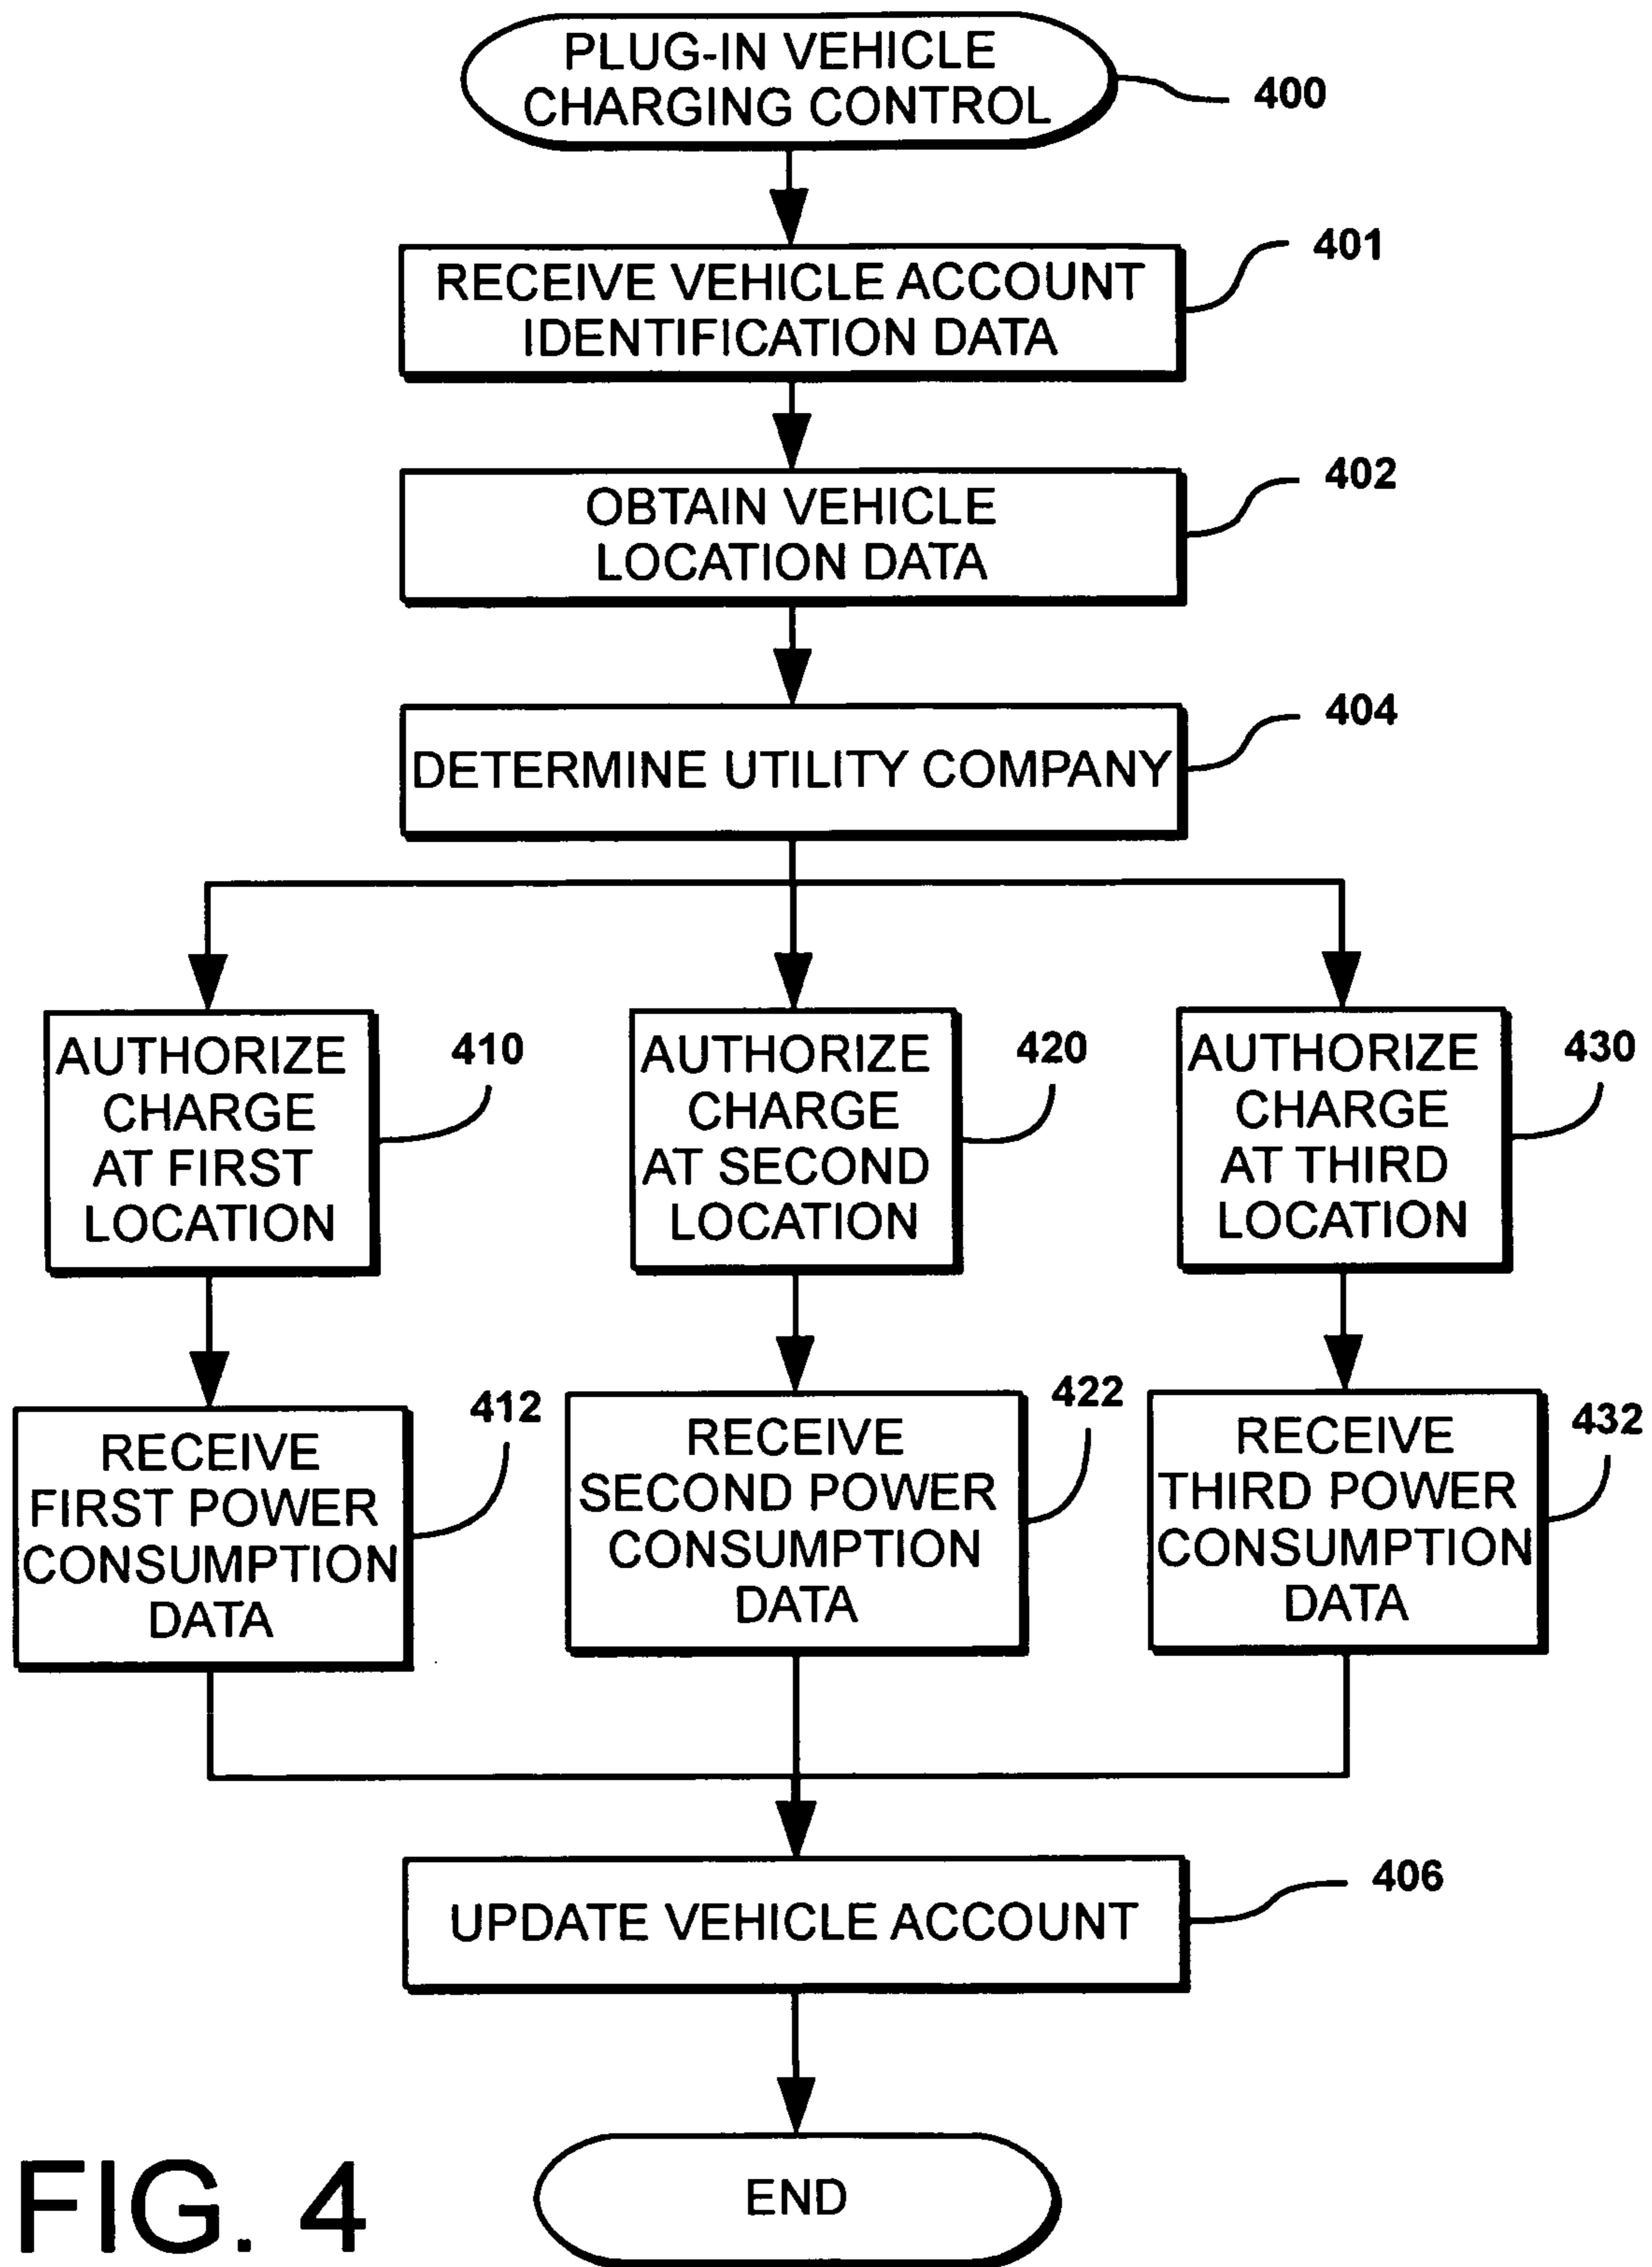 PLUG-IN VEHICLE
CHARGING CONTROL
400
RECEIVE VEHICLE ACCOUNT
IDENTIFICATION DATA
401
OBTAIN VEHICLE
LOCATION DATA
402
DETERMINE UTILITY COMPANY
404
AUTHORIZE
CHARGE
AT FIRST
LOCATION
410
AUTHORIZE
CHARGE
AT SECOND
LOCATION
420
AUTHORIZE
CHARGE
AT THIRD
LOCATION
430
RECEIVE
FIRST POWER
CONSUMPTION
DATA
412
RECEIVE
SECOND POWER
CONSUMPTION
DATA
422
RECEIVE
THIRD POWER
CONSUMPTION
DATA
432
UPDATE VEHICLE ACCOUNT
406
END
FIG. 4